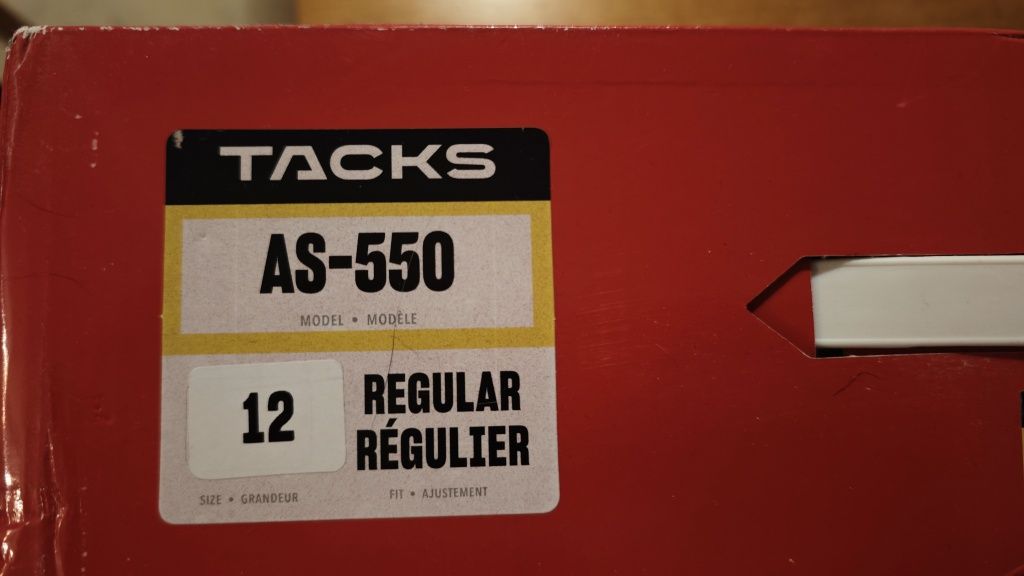 TACKS
AS-550
MODEL • MODÈLE
12
REGULAR
RÉGULIER
SIZE • GRANDEUR
FIT • AJUSTEMENT